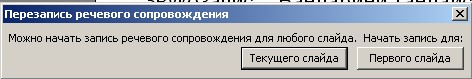 Перезапись речевого сопровождения
Можно начать запись речевого сопровождения для любого слайда. Начать запись для:
Текущего слайда Первого слайда